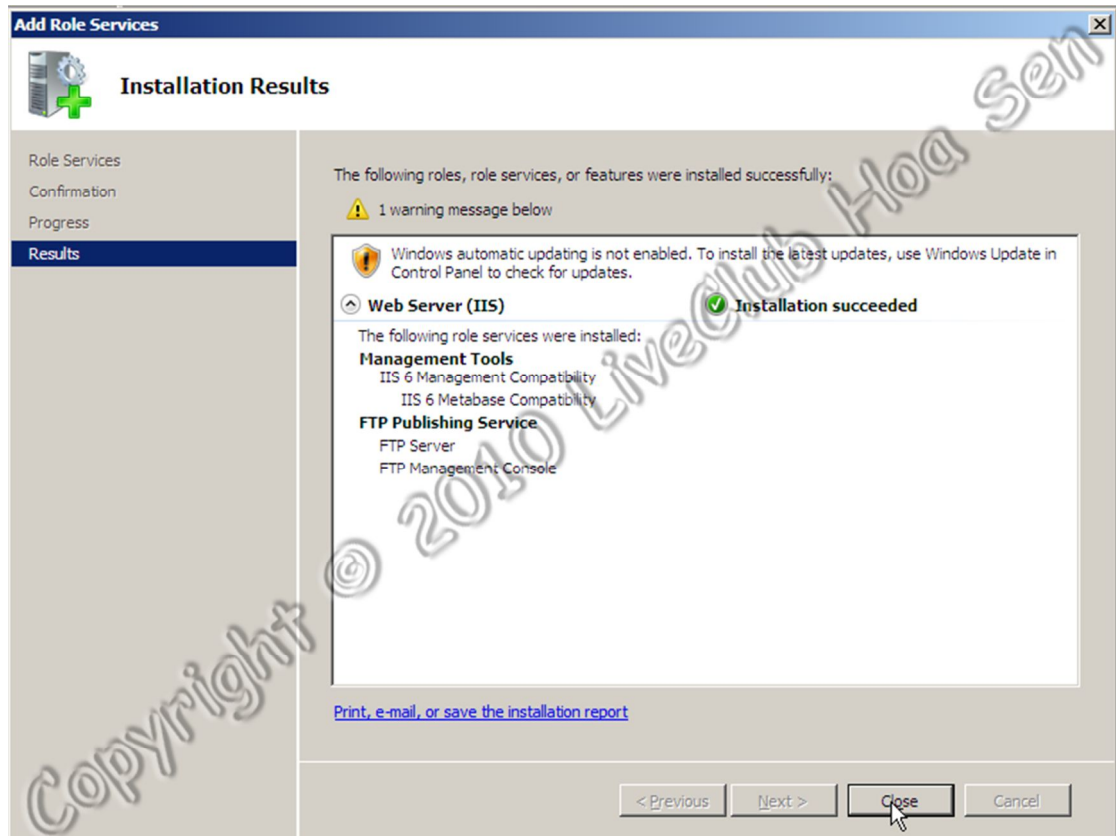 Add Role Services
Installation Results
Role Services
Confirmation
Progress
Results
The following roles, role services, or features were installed successfully:
1 warning message below
Windows automatic updating is not enabled. To install the latest updates, use Windows Update in
Control Panel to check for updates.
Web Server (IIS)
Installation succeeded
The following role services were installed:
Management Tools
IIS 6 Management Compatibility
IIS 6 Metabase Compatibility
FTP Publishing Service
FTP Server
FTP Management Console
Print, e-mail, or save the installation report
< Previous
Next >
Close
Cancel
Copyright © 2010 LiveClub Hoa Sen